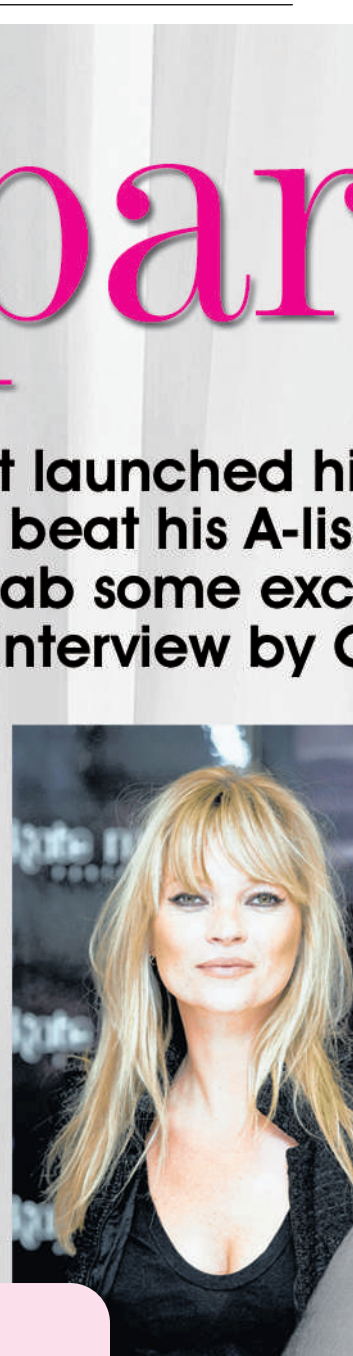 par
t launched hi
beat his A-lis
ab some exc
nterview by